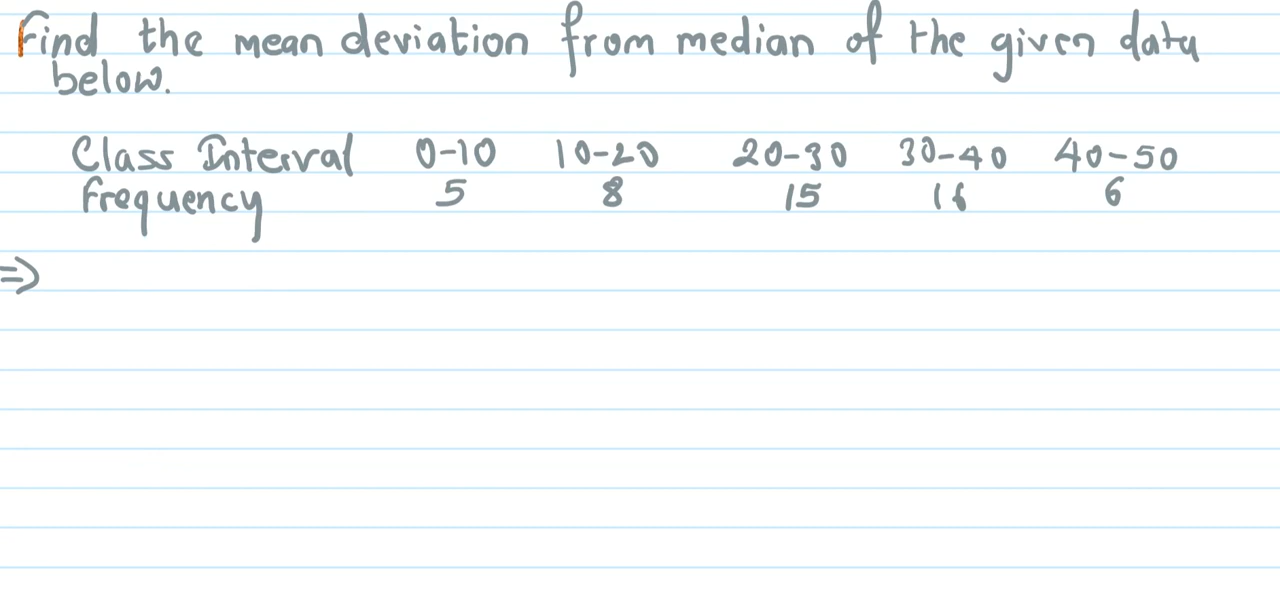 Find the mean deviation from median of the given data
below.
Class Interval 0-10 10-20 20-30 30-40 40-50
Frequency 5 8 15 16 6
⇒